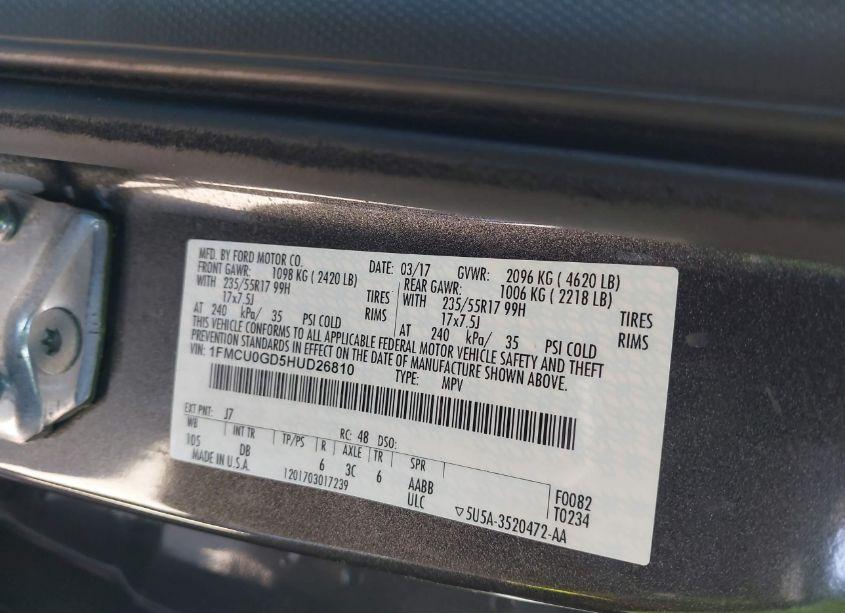 MFD. BY FORD MOTOR CO.
DATE: 03/17 GVWR: 2096 KG ( 4620 LB)
FRONT GAWR: 1098 KG ( 2420 LB) REAR GAWR: 1006 KG ( 2218 LB)
WITH 235/55R17 99H TIRES WITH 235/55R17 99H TIRES
17x7.5J RIMS 17x7.5J RIMS
AT 240 kPa/ 35 PSI COLD AT 240 kPa/ 35 PSI COLD
THIS VEHICLE CONFORMS TO ALL APPLICABLE FEDERAL MOTOR VEHICLE SAFETY AND THEFT
PREVENTION STANDARDS IN EFFECT ON THE DATE OF MANUFACTURE SHOWN ABOVE.
VIN: 1FMCU0GD5HUD26810
TYPE: MPV
EXT PNT: J7 RC: 48 DSO:
WB INT TR TP/PS R AXLE TR SPR
105 DB 6 3C 6 AABB F0082
MADE IN U.S.A. 1201703017239 ULC T0234
▽5U5A-3520472-AA